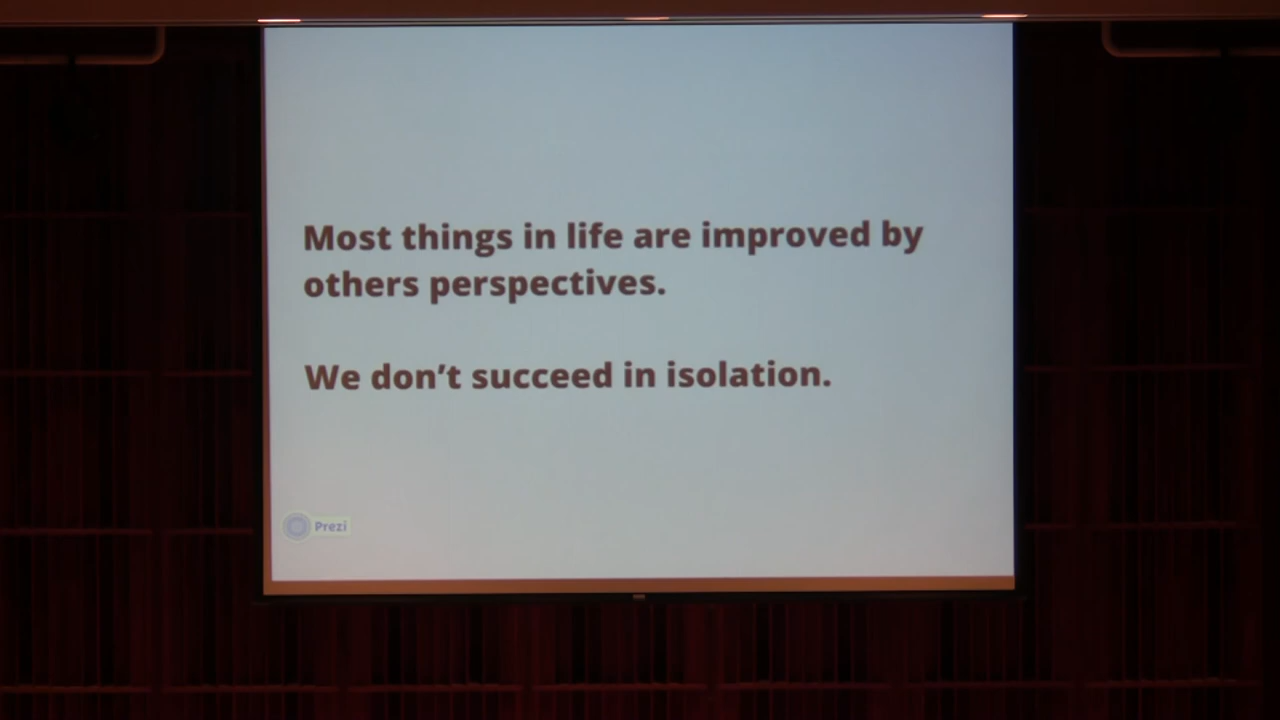 Most things in life are improved by
others perspectives.
We don't succeed in isolation.
Prezi